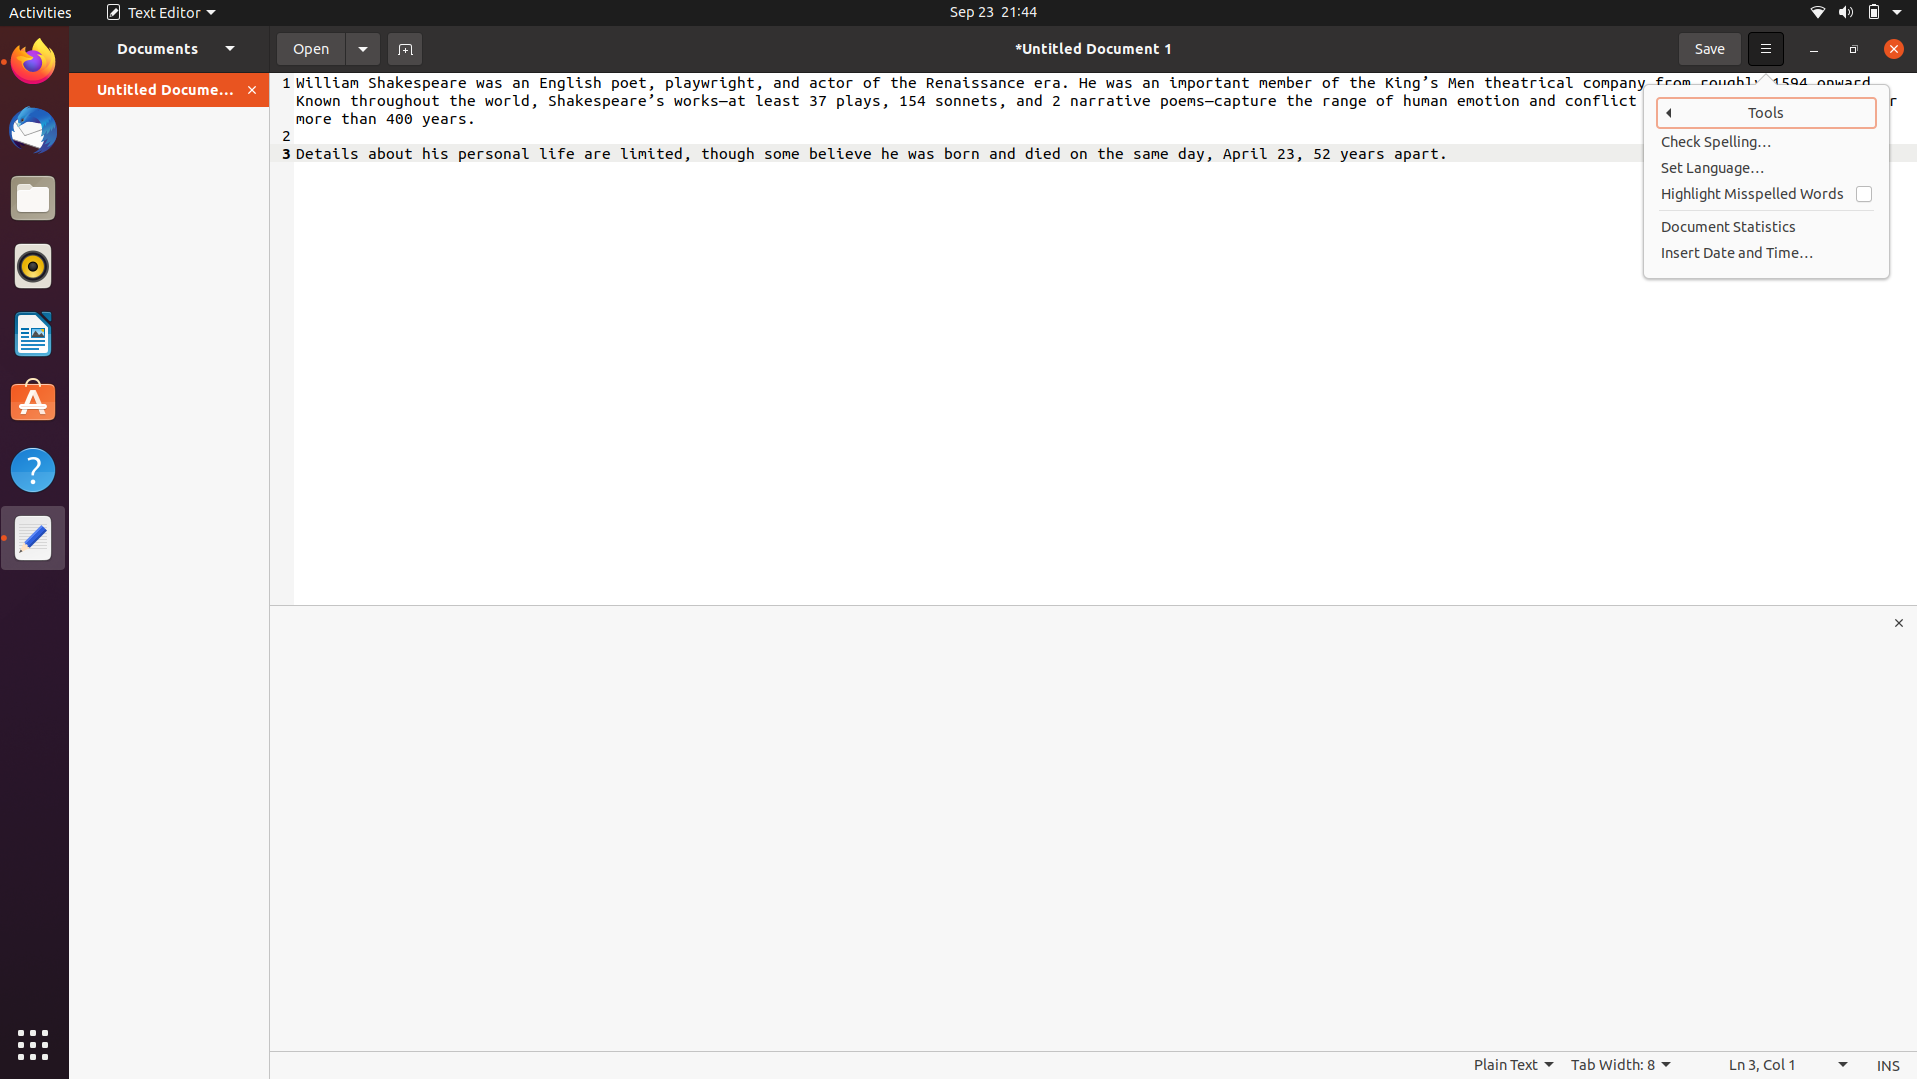 Activities
Text Editor
Sep 23 21:44
Documents
Open
*Untitled Document 1
Save
Untitled Docume...
1 William Shakespeare was an English poet, playwright, and actor of the Renaissance era. He was an important member of the King’s Men theatrical company from roughly 1594 onward.
Known throughout the world, Shakespeare’s works—at least 37 plays, 154 sonnets, and 2 narrative poems—capture the range of human emotion and conflict
more than 400 years.
2
3 Details about his personal life are limited, though some believe he was born and died on the same day, April 23, 52 years apart.
Tools
Check Spelling...
Set Language...
Highlight Misspelled Words
Document Statistics
Insert Date and Time...
Plain Text
Tab Width: 8
Ln 3, Col 1
INS